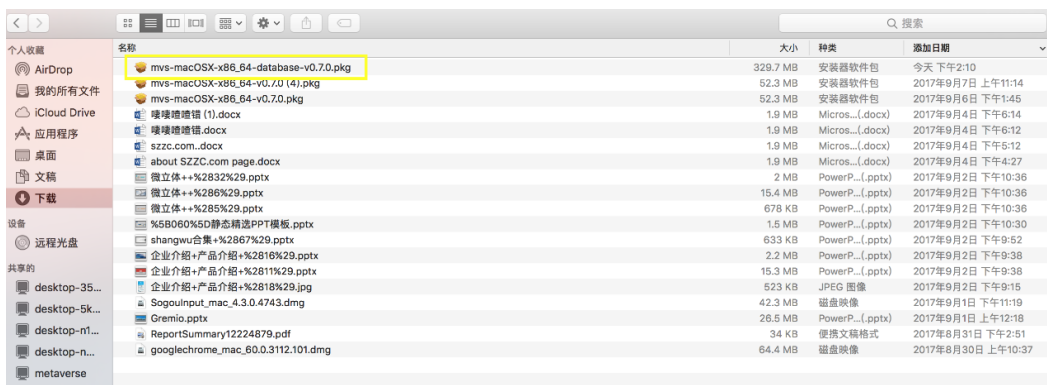 搜索
个人收藏
AirDrop
我的所有文件
iCloud Drive
应用程序
桌面
文稿
下载
设备
远程光盘
共享的
desktop-35...
desktop-5k...
desktop-n1...
desktop-n...
metaverse
名称 大小 种类 添加日期
mvs-macOSX-x86_64-database-v0.7.0.pkg 329.7 MB 安装器软件包 今天 下午2:10
mvs-macOSX-x86_64-v0.7.0 (4).pkg 52.3 MB 安装器软件包 2017年9月7日 上午11:14
mvs-macOSX-x86_64-v0.7.0.pkg 52.3 MB 安装器软件包 2017年9月6日 下午1:45
唛唛喳喳错 (1).docx 1.9 MB Micros...(.docx) 2017年9月4日 下午6:14
唛唛喳喳错.docx 1.9 MB Micros...(.docx) 2017年9月4日 下午6:12
szzc.com..docx 1.9 MB Micros...(.docx) 2017年9月4日 下午5:12
about SZZC.com page.docx 1.9 MB Micros...(.docx) 2017年9月4日 下午4:27
微立体++%2832%29.pptx 2 MB PowerP...(.pptx) 2017年9月2日 下午10:36
微立体++%286%29.pptx 15.4 MB PowerP...(.pptx) 2017年9月2日 下午10:36
微立体++%285%29.pptx 678 KB PowerP...(.pptx) 2017年9月2日 下午10:36
%5B060%5D静态精选PPT模板.pptx 1.5 MB PowerP...(.pptx) 2017年9月2日 下午10:30
shangwu合集+%2867%29.pptx 633 KB PowerP...(.pptx) 2017年9月2日 下午9:52
企业介绍+产品介绍+%2816%29.pptx 2.2 MB PowerP...(.pptx) 2017年9月2日 下午9:38
企业介绍+产品介绍+%2811%29.pptx 15.3 MB PowerP...(.pptx) 2017年9月2日 下午9:38
企业介绍+产品介绍+%2818%29.jpg 523 KB JPEG 图像 2017年9月2日 下午9:15
SogouInput_mac_4.3.0.4743.dmg 42.3 MB 磁盘映像 2017年9月1日 下午11:19
Gremio.pptx 26.5 MB PowerP...(.pptx) 2017年9月1日 上午12:18
ReportSummary12224879.pdf 34 KB 便携文稿格式 2017年8月31日 下午2:51
googlechrome_mac_60.0.3112.101.dmg 64.4 MB 磁盘映像 2017年8月30日 上午10:37